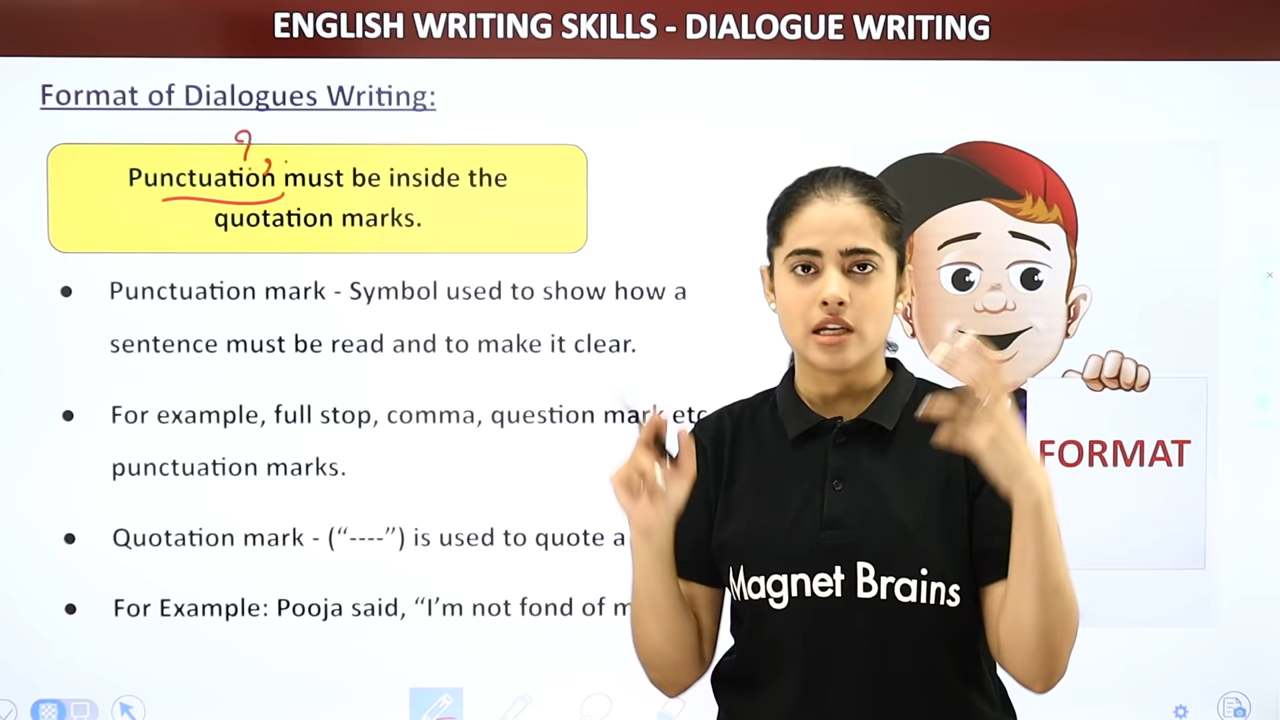 ENGLISH WRITING SKILLS - DIALOGUE WRITING
Format of Dialogues Writing:
?
, .
Punctuation must be inside the
quotation marks.
• Punctuation mark - Symbol used to show how a
sentence must be read and to make it clear.
• For example, full stop, comma, question mark etc
punctuation marks.
• Quotation mark - (“----”) is used to quote a
• For Example: Pooja said, “I’m not fond of
FORMAT
Magnet Brains